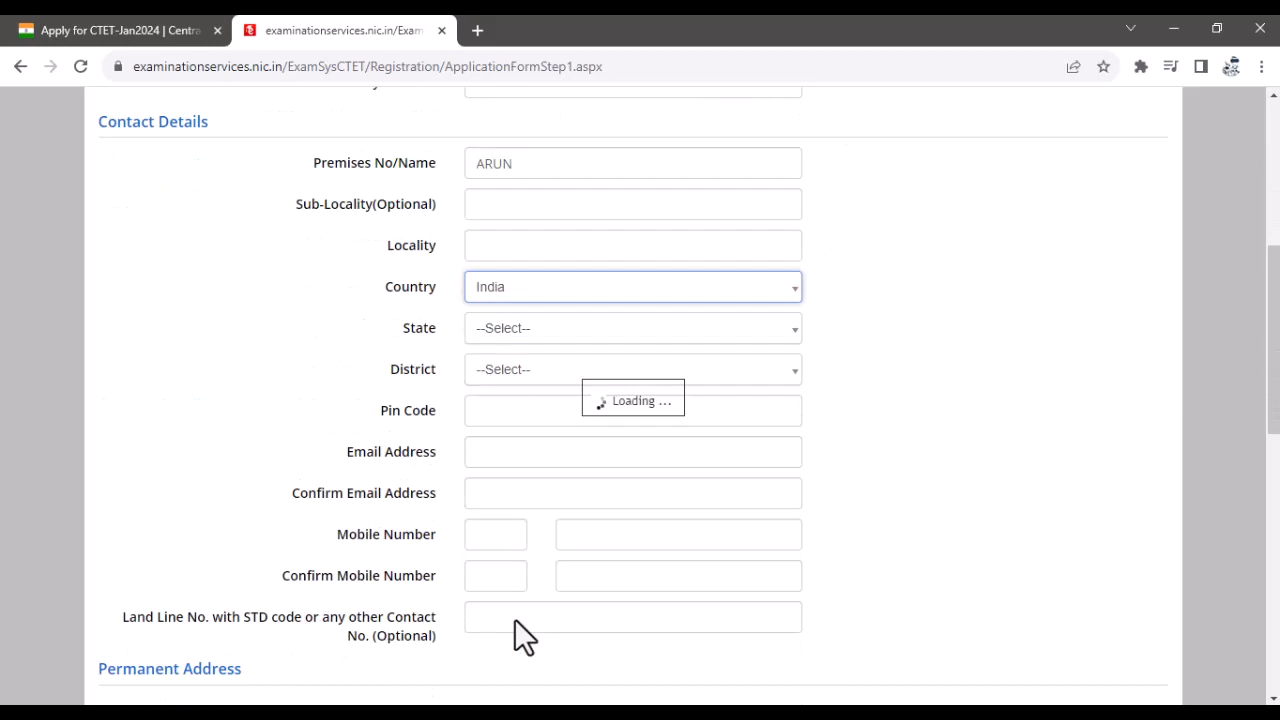 Apply for CTET-Jan2024 | Centra
examinationservices.nic.in/Exam
examinationservices.nic.in/ExamSysCTET/Registration/ApplicationFormStep1.aspx
Contact Details
Premises No/Name
ARUN
Sub-Locality(Optional)
Locality
Country
India
State
--Select--
District
--Select--
Loading ...
Pin Code
Email Address
Confirm Email Address
Mobile Number
Confirm Mobile Number
Land Line No. with STD code or any other Contact
No. (Optional)
Permanent Address